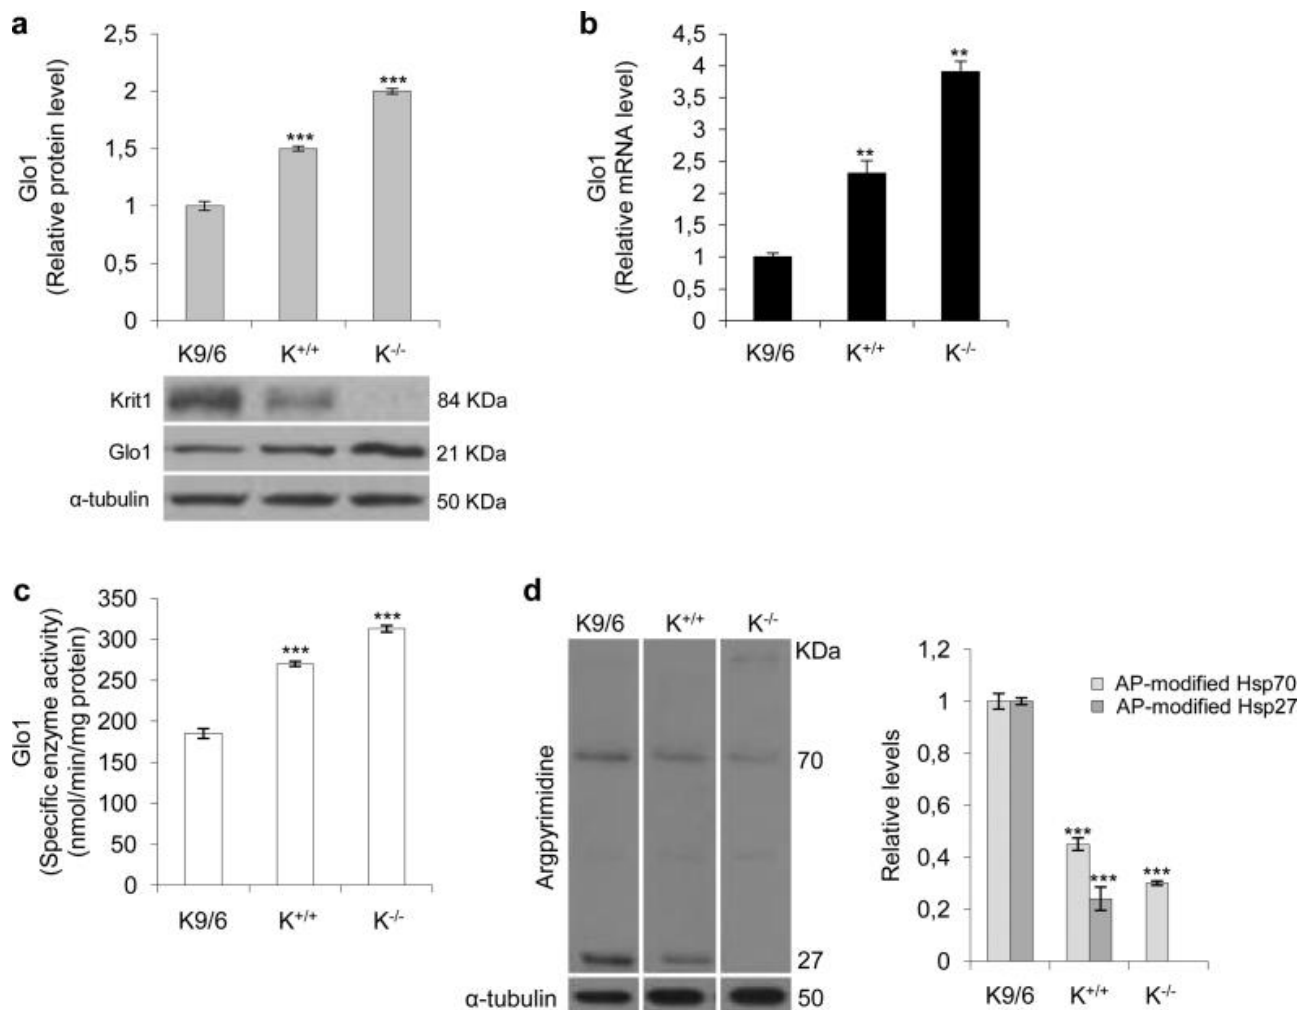 a
2,5
2
1,5
1
0,5
0
Glo1
(Relative protein level)
***
***
K9/6 K+/+ K-/-
Krit1 84 KDa
Glo1 21 KDa
α-tubulin 50 KDa
b
4,5
4
3,5
3
2,5
2
1,5
1
0,5
0
Glo1
(Relative mRNA level)
**
**
K9/6 K+/+ K-/-
c
350
300
250
200
150
100
50
0
Glo1
(Specific enzyme activity)
(nmol/min/mg protein)
***
***
K9/6 K+/+ K-/-
d
K9/6 K+/+ K-/-
KDa
Argpyrimidine
70
27
α-tubulin 50
1,2
1
0,8
0,6
0,4
0,2
0
Relative levels
AP-modified Hsp70
AP-modified Hsp27
***
***
***
K9/6 K+/+ K-/-